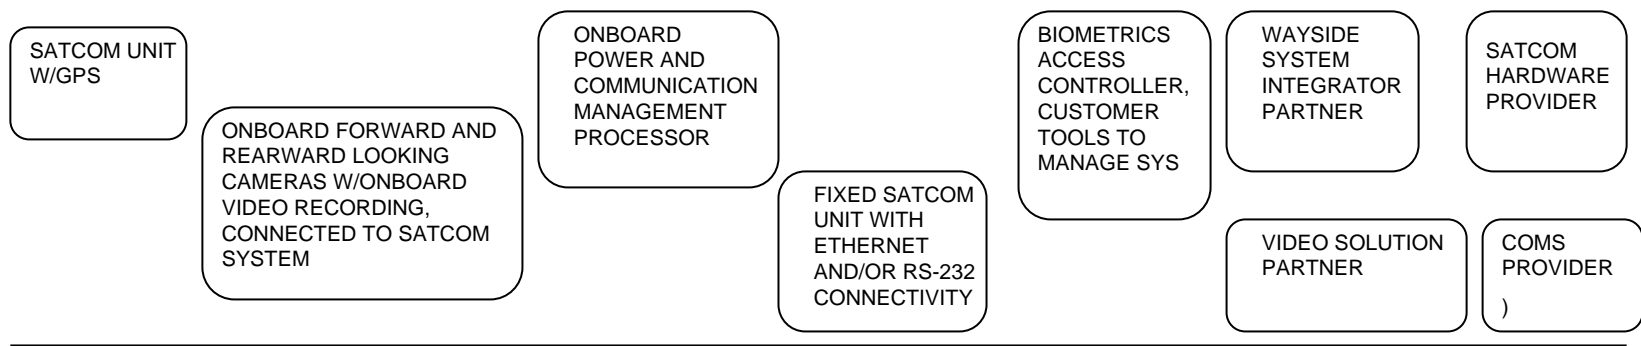 SATCOM UNIT
W/GPS
ONBOARD FORWARD AND
REARWARD LOOKING
CAMERAS W/ONBOARD
VIDEO RECORDING,
CONNECTED TO SATCOM
SYSTEM
ONBOARD
POWER AND
COMMUNICATION
MANAGEMENT
PROCESSOR
FIXED SATCOM
UNIT WITH
ETHERNET
AND/OR RS-232
CONNECTIVITY
BIOMETRICS
ACCESS
CONTROLLER,
CUSTOMER
TOOLS TO
MANAGE SYS
WAYSIDE
SYSTEM
INTEGRATOR
PARTNER
SATCOM
HARDWARE
PROVIDER
VIDEO SOLUTION
PARTNER
COMS
PROVIDER
)